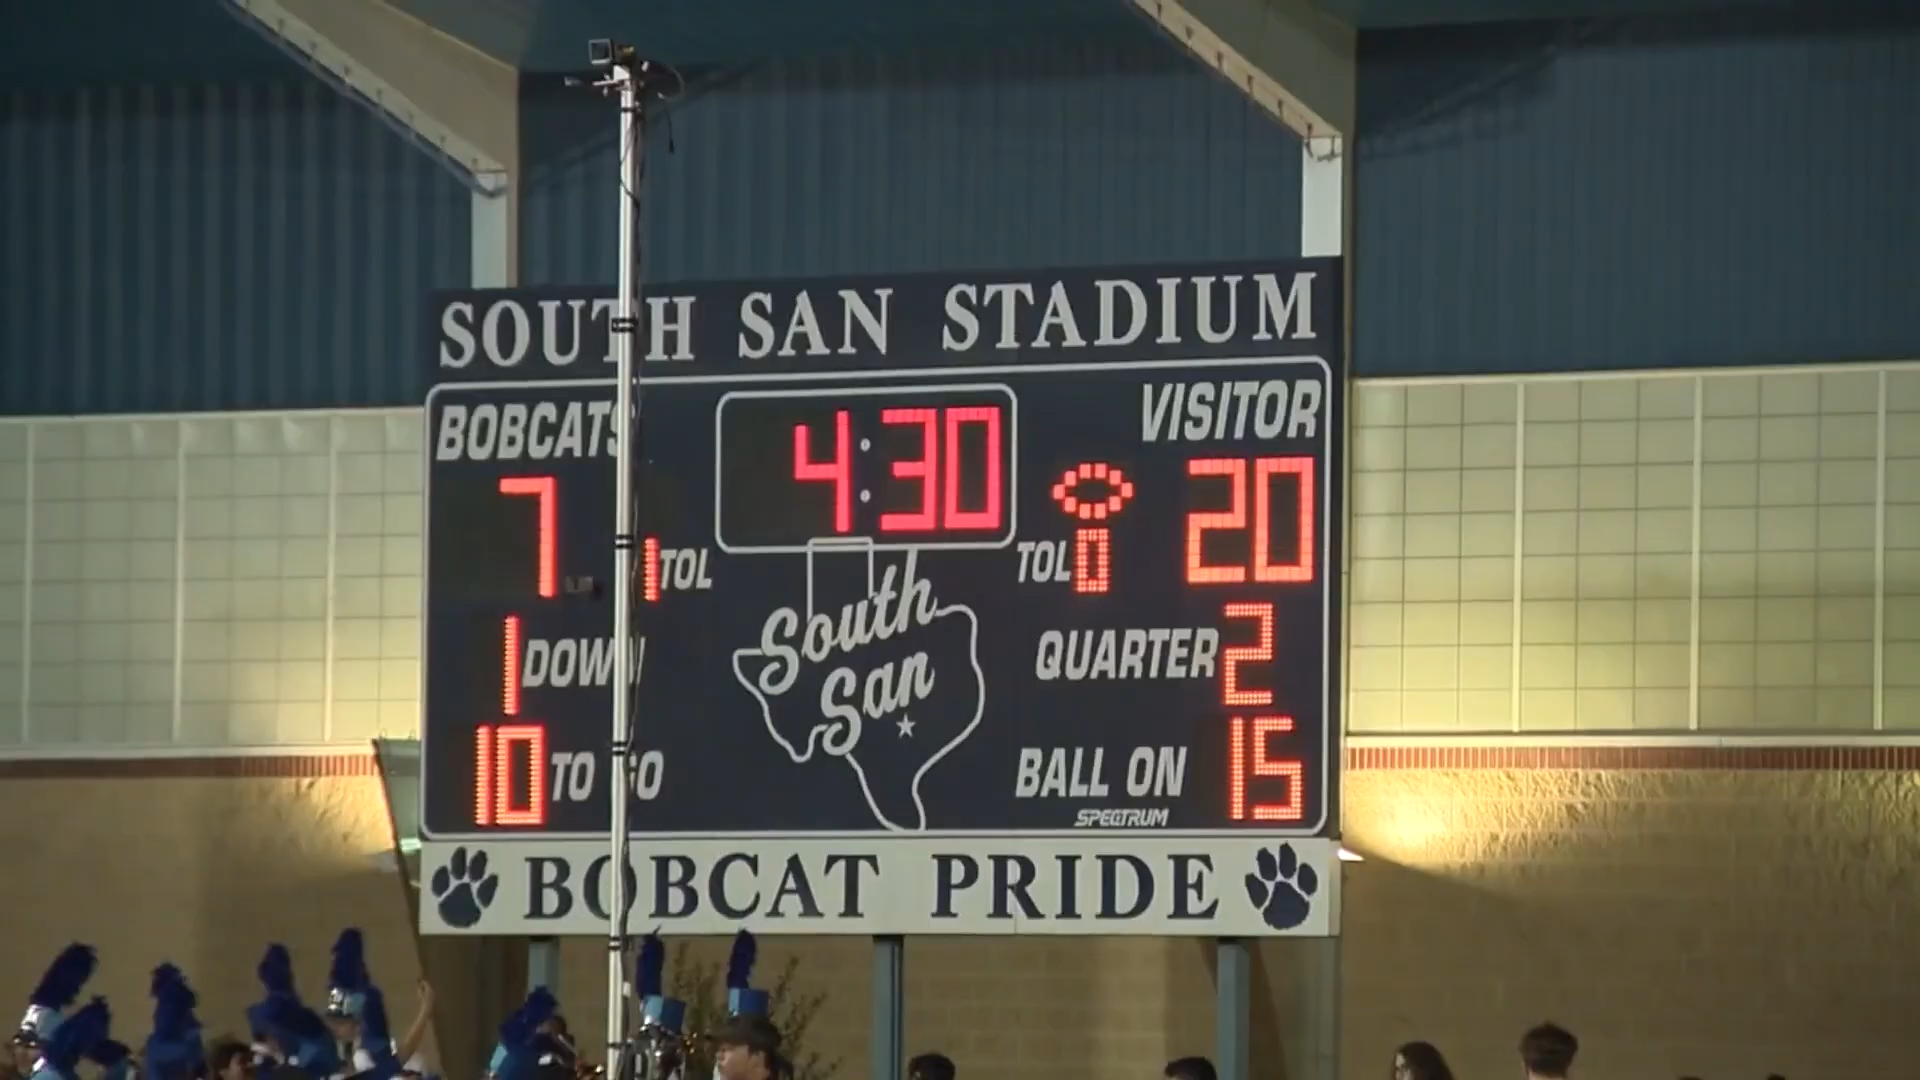 SOUTH SAN STADIUM
BOBCATS 4:30 VISITOR
7 1 TOL TOL 0 20
South
San
1 DOWN QUARTER 2
10 TO GO BALL ON 15
SPECTRUM
BOBCAT PRIDE